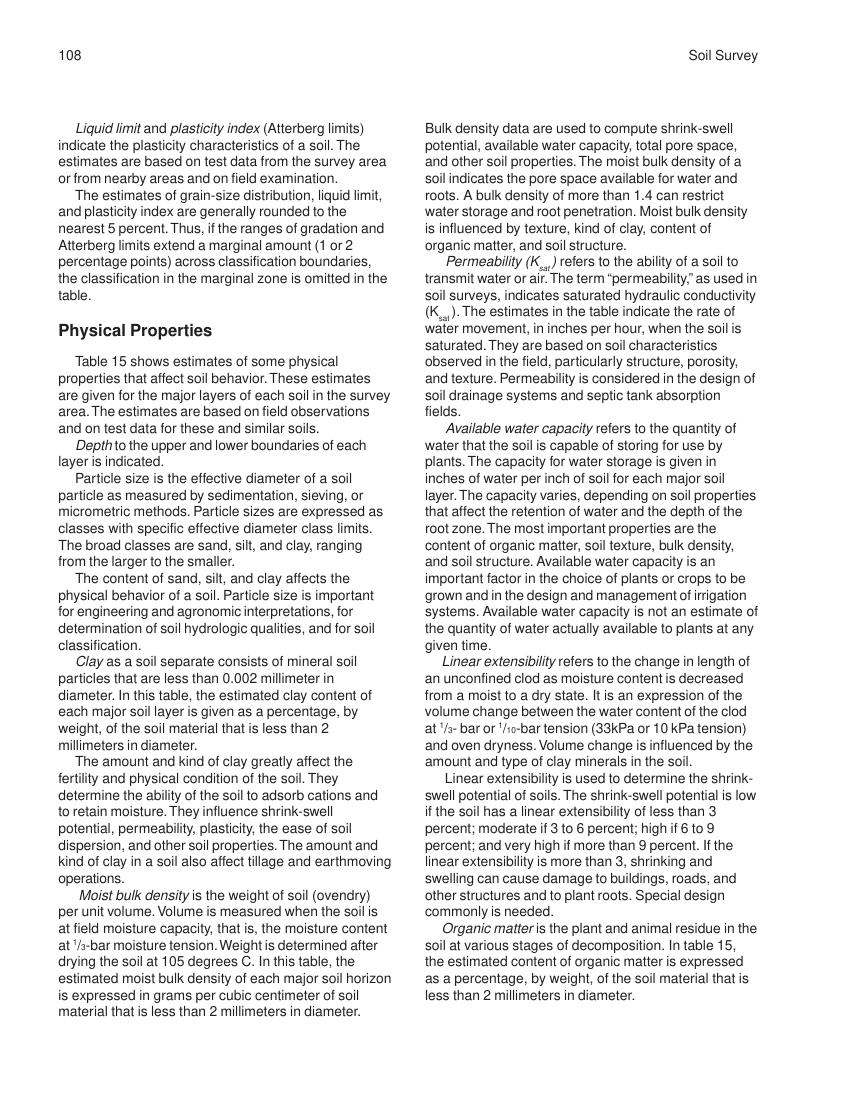 108
Soil Survey
Liquid limit and plasticity index (Atterberg limits)
indicate the plasticity characteristics of a soil. The
estimates are based on test data from the survey area
or from nearby areas and on field examination.
The estimates of grain-size distribution, liquid limit,
and plasticity index are generally rounded to the
nearest 5 percent. Thus, if the ranges of gradation and
Atterberg limits extend a marginal amount (1 or 2
percentage points) across classification boundaries,
the classification in the marginal zone is omitted in the
table.
Physical Properties
Table 15 shows estimates of some physical
properties that affect soil behavior. These estimates
are given for the major layers of each soil in the survey
area. The estimates are based on field observations
and on test data for these and similar soils.
Depth to the upper and lower boundaries of each
layer is indicated.
Particle size is the effective diameter of a soil
particle as measured by sedimentation, sieving, or
micrometric methods. Particle sizes are expressed as
classes with specific effective diameter class limits.
The broad classes are sand, silt, and clay, ranging
from the larger to the smaller.
The content of sand, silt, and clay affects the
physical behavior of a soil. Particle size is important
for engineering and agronomic interpretations, for
determination of soil hydrologic qualities, and for soil
classification.
Clay as a soil separate consists of mineral soil
particles that are less than 0.002 millimeter in
diameter. In this table, the estimated clay content of
each major soil layer is given as a percentage, by
weight, of the soil material that is less than 2
millimeters in diameter.
The amount and kind of clay greatly affect the
fertility and physical condition of the soil. They
determine the ability of the soil to adsorb cations and
to retain moisture. They influence shrink-swell
potential, permeability, plasticity, the ease of soil
dispersion, and other soil properties. The amount and
kind of clay in a soil also affect tillage and earthmoving
operations.
Moist bulk density is the weight of soil (ovendry)
per unit volume. Volume is measured when the soil is
at field moisture capacity, that is, the moisture content
at 1/3-bar moisture tension. Weight is determined after
drying the soil at 105 degrees C. In this table, the
estimated moist bulk density of each major soil horizon
is expressed in grams per cubic centimeter of soil
material that is less than 2 millimeters in diameter.
Bulk density data are used to compute shrink-swell
potential, available water capacity, total pore space,
and other soil properties. The moist bulk density of a
soil indicates the pore space available for water and
roots. A bulk density of more than 1.4 can restrict
water storage and root penetration. Moist bulk density
is influenced by texture, kind of clay, content of
organic matter, and soil structure.
Permeability (Ksat) refers to the ability of a soil to
transmit water or air. The term “permeability,” as used in
soil surveys, indicates saturated hydraulic conductivity
(Ksat). The estimates in the table indicate the rate of
water movement, in inches per hour, when the soil is
saturated. They are based on soil characteristics
observed in the field, particularly structure, porosity,
and texture. Permeability is considered in the design of
soil drainage systems and septic tank absorption
fields.
Available water capacity refers to the quantity of
water that the soil is capable of storing for use by
plants. The capacity for water storage is given in
inches of water per inch of soil for each major soil
layer. The capacity varies, depending on soil properties
that affect the retention of water and the depth of the
root zone. The most important properties are the
content of organic matter, soil texture, bulk density,
and soil structure. Available water capacity is an
important factor in the choice of plants or crops to be
grown and in the design and management of irrigation
systems. Available water capacity is not an estimate of
the quantity of water actually available to plants at any
given time.
Linear extensibility refers to the change in length of
an unconfined clod as moisture content is decreased
from a moist to a dry state. It is an expression of the
volume change between the water content of the clod
at 1/3- bar or 1/10-bar tension (33kPa or 10 kPa tension)
and oven dryness. Volume change is influenced by the
amount and type of clay minerals in the soil.
Linear extensibility is used to determine the shrink-
swell potential of soils. The shrink-swell potential is low
if the soil has a linear extensibility of less than 3
percent; moderate if 3 to 6 percent; high if 6 to 9
percent; and very high if more than 9 percent. If the
linear extensibility is more than 3, shrinking and
swelling can cause damage to buildings, roads, and
other structures and to plant roots. Special design
commonly is needed.
Organic matter is the plant and animal residue in the
soil at various stages of decomposition. In table 15,
the estimated content of organic matter is expressed
as a percentage, by weight, of the soil material that is
less than 2 millimeters in diameter.